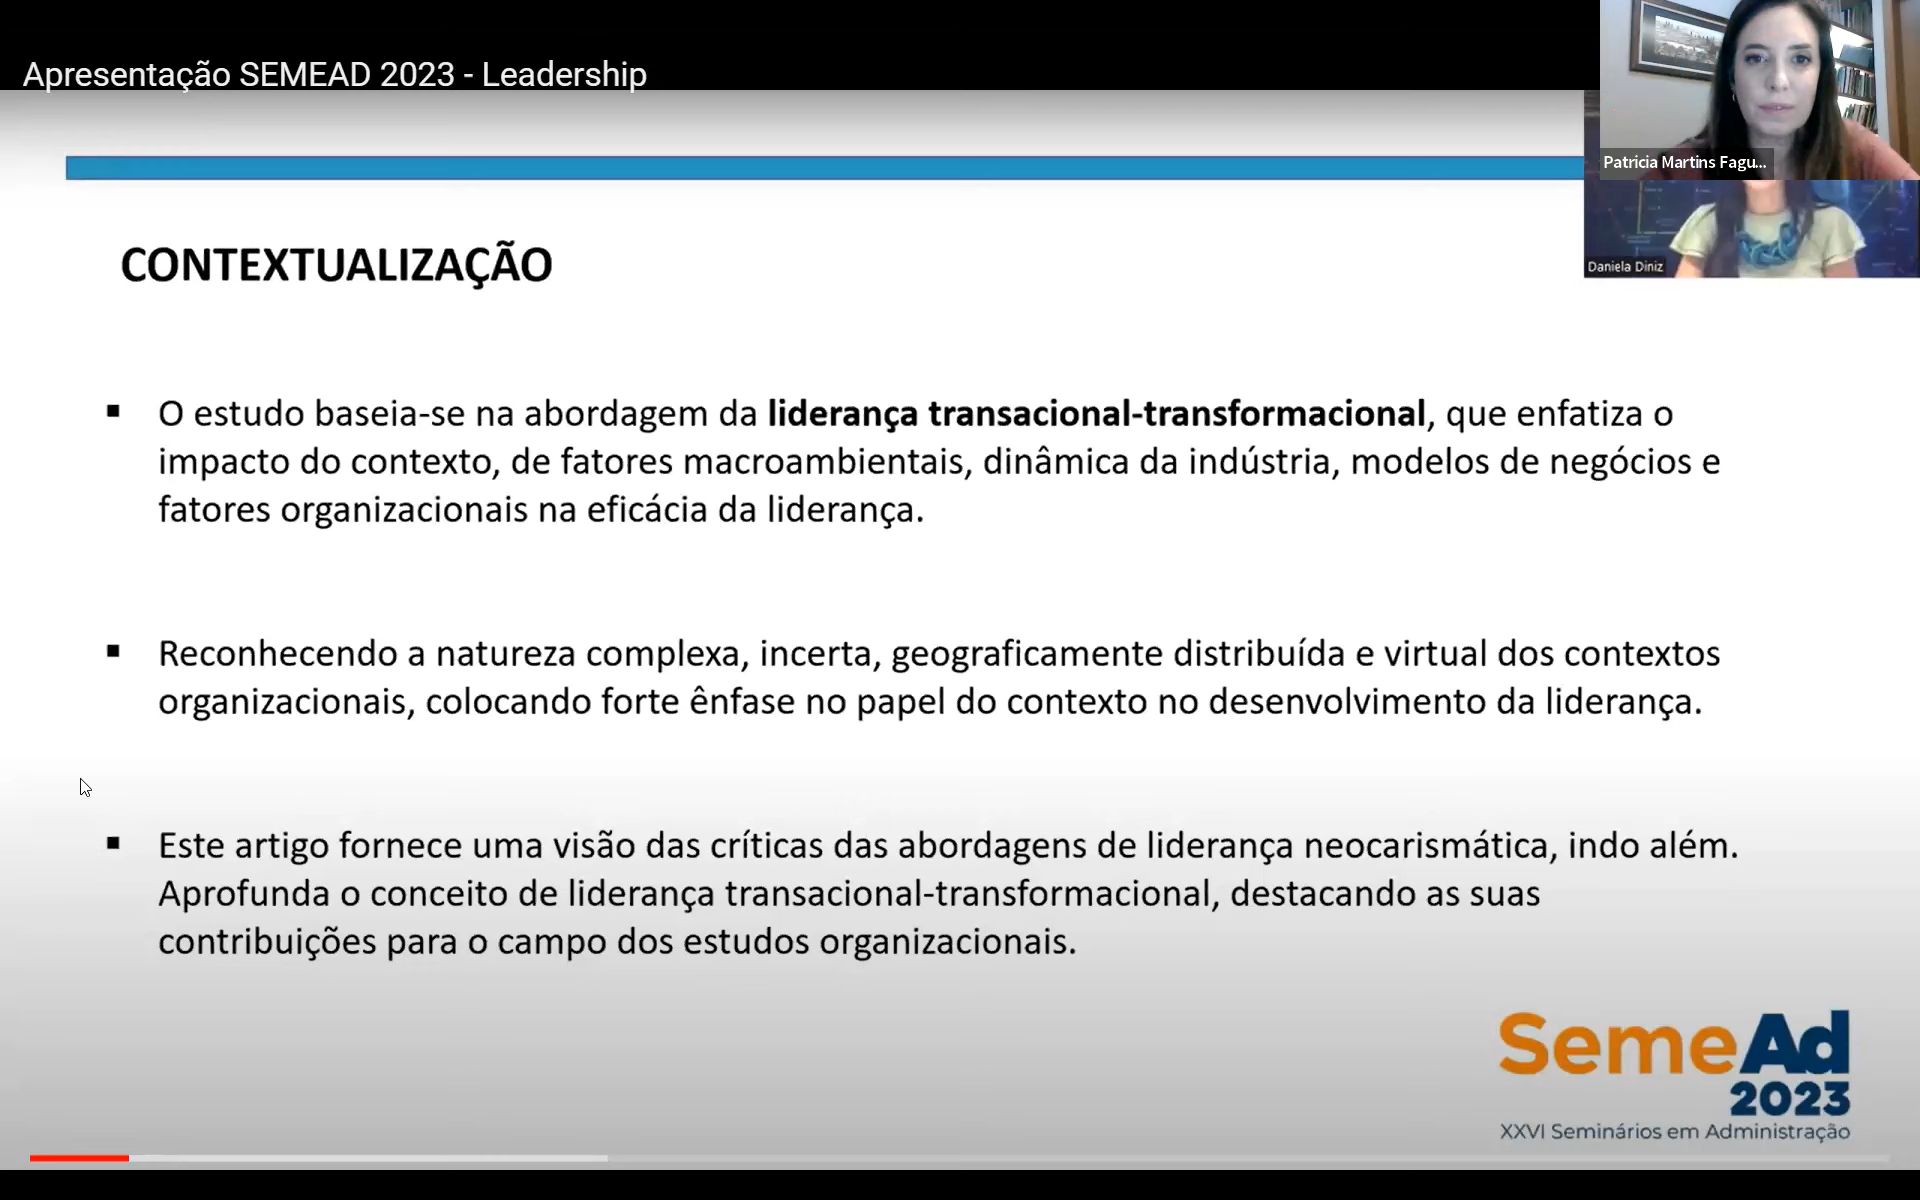 Apresentação SEMEAD 2023 - Leadership
Patricia Martins Fagu...
Daniela Diniz
CONTEXTUALIZAÇÃO
▪ O estudo baseia-se na abordagem da liderança transacional-transformacional, que enfatiza o
impacto do contexto, de fatores macroambientais, dinâmica da indústria, modelos de negócios e
fatores organizacionais na eficácia da liderança.
▪ Reconhecendo a natureza complexa, incerta, geograficamente distribuída e virtual dos contextos
organizacionais, colocando forte ênfase no papel do contexto no desenvolvimento da liderança.
▪ Este artigo fornece uma visão das críticas das abordagens de liderança neocarismática, indo além.
Aprofunda o conceito de liderança transacional-transformacional, destacando as suas
contribuições para o campo dos estudos organizacionais.
SemeAd
2023
XXVI Seminários em Administração